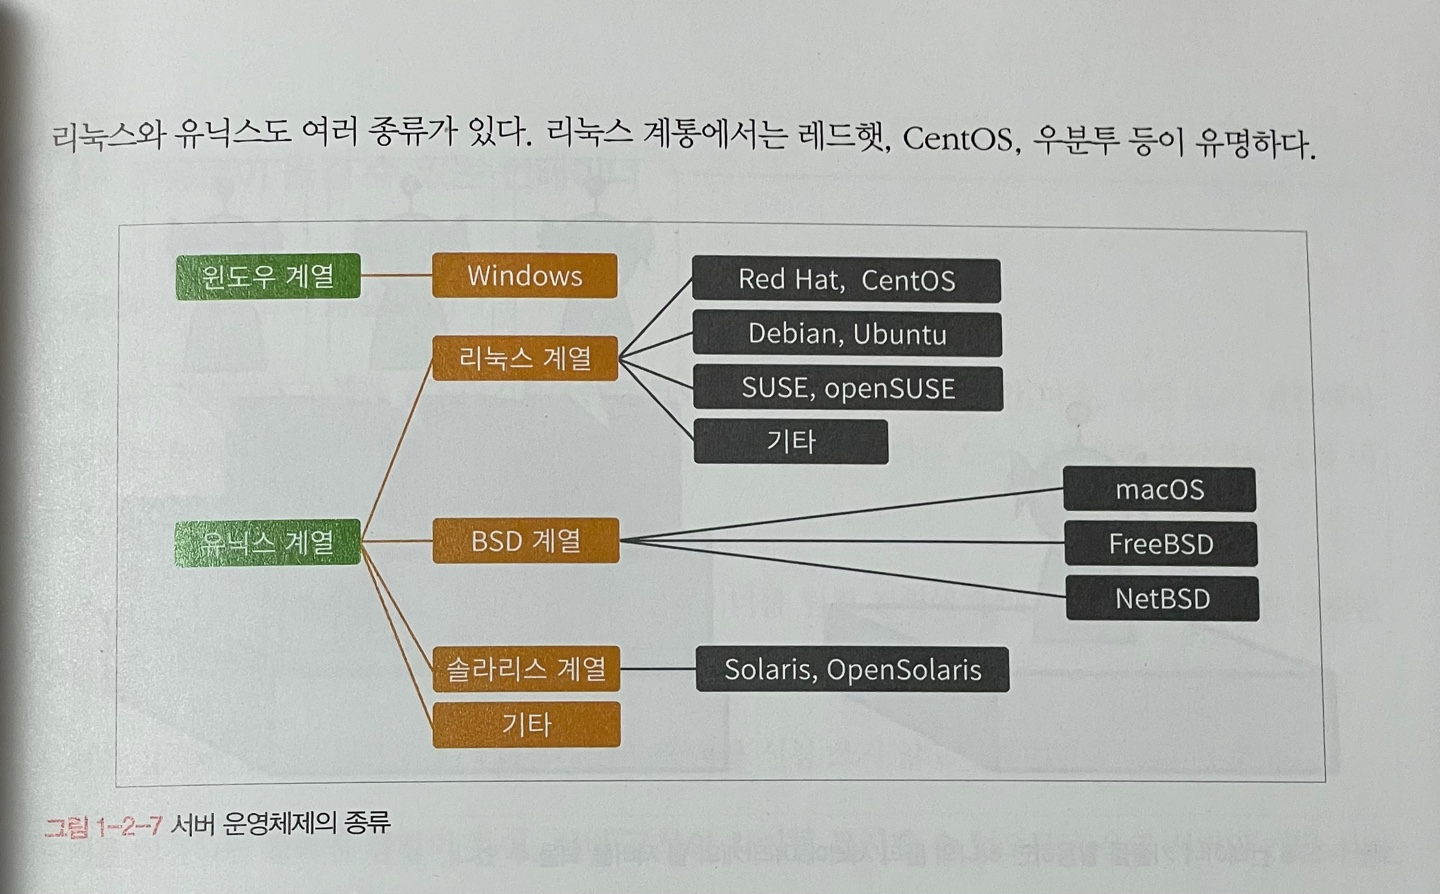 리눅스와 유닉스도 여러 종류가 있다. 리눅스 계통에서는 레드햇, CentOS, 우분투 등이 유명하다.
윈도우 계열
Windows
리눅스 계열
Red Hat, CentOS
Debian, Ubuntu
SUSE, openSUSE
기타
유닉스 계열
BSD 계열
macOS
FreeBSD
NetBSD
솔라리스 계열
Solaris, OpenSolaris
기타
그림 1-2-7 서버 운영체제의 종류